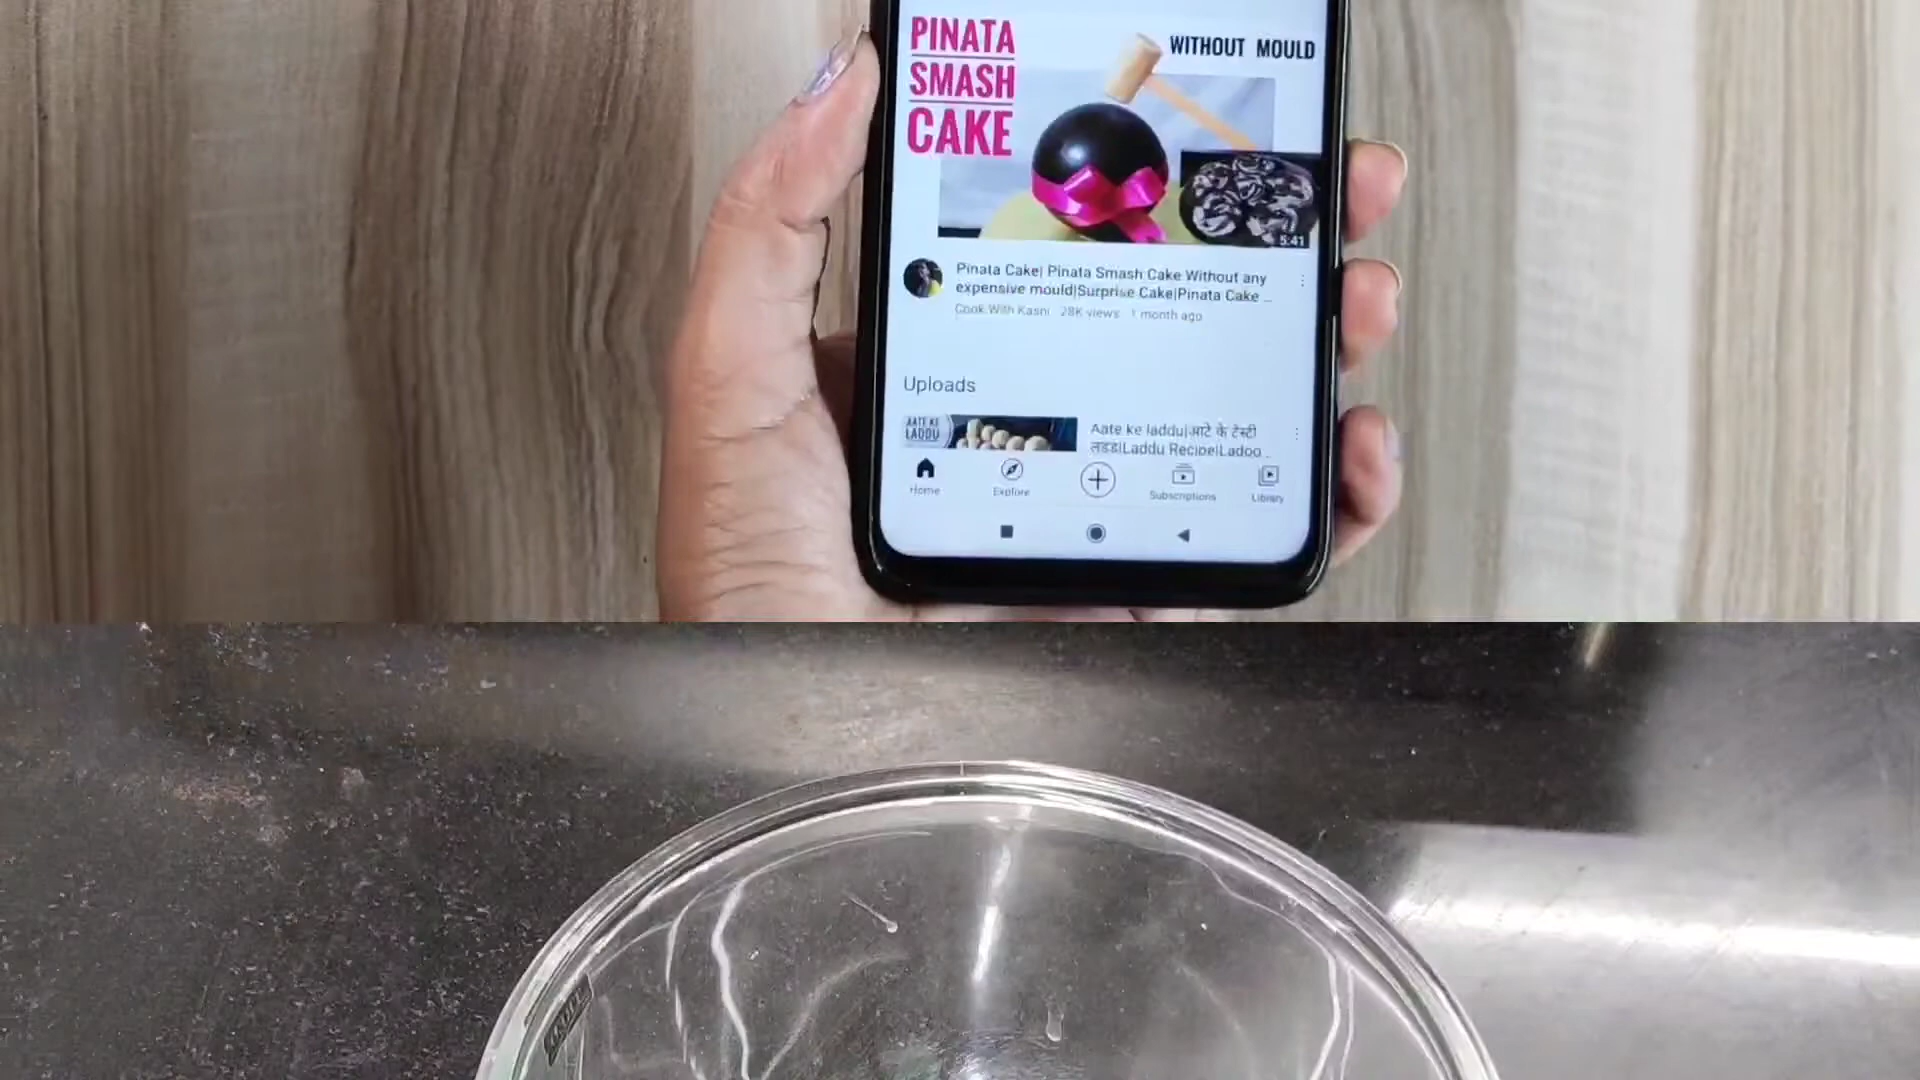 PINATA
SMASH
CAKE
WITHOUT MOULD
5:41
Pinata Cake| Pinata Smash Cake Without any
expensive mould|Surprise Cake|Pinata Cake ...
Cook With Kasni 28K views 1 month ago
Uploads
AATE KE
LADDU
Aate ke laddu|आटे के टेस्टी
लडड|Laddu Recipe|Ladoo ...
Home
Explore
Subscriptions
Library